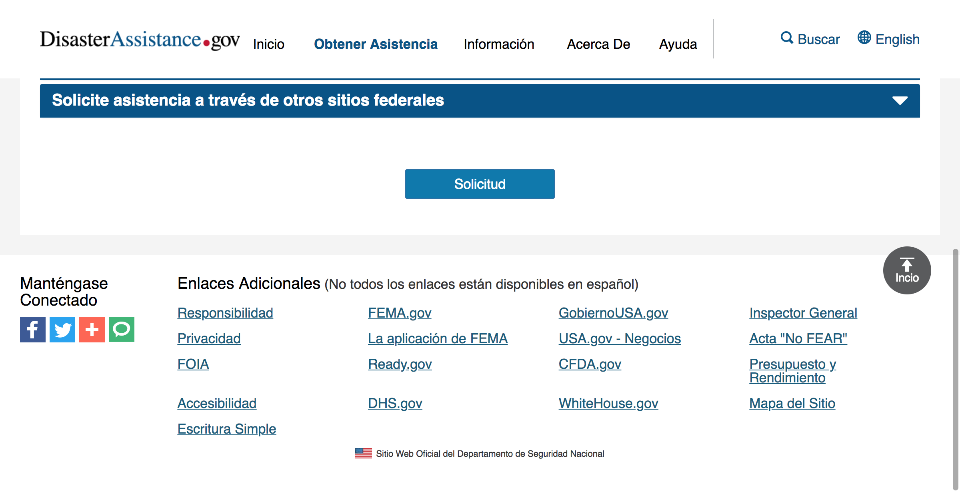 DisasterAssistance.gov
Inicio
Obtener Asistencia
Información
Acerca De
Ayuda
Buscar
English
Solicite asistencia a través de otros sitios federales
Solicitud
Incio
Manténgase
Conectado
Enlaces Adicionales (No todos los enlaces están disponibles en español)
Responsibilidad
FEMA.gov
GobiernoUSA.gov
Inspector General
Privacidad
La aplicación de FEMA
USA.gov - Negocios
Acta "No FEAR"
FOIA
Ready.gov
CFDA.gov
Presupuesto y
Rendimiento
Accesibilidad
DHS.gov
WhiteHouse.gov
Mapa del Sitio
Escritura Simple
Sitio Web Oficial del Departamento de Seguridad Nacional